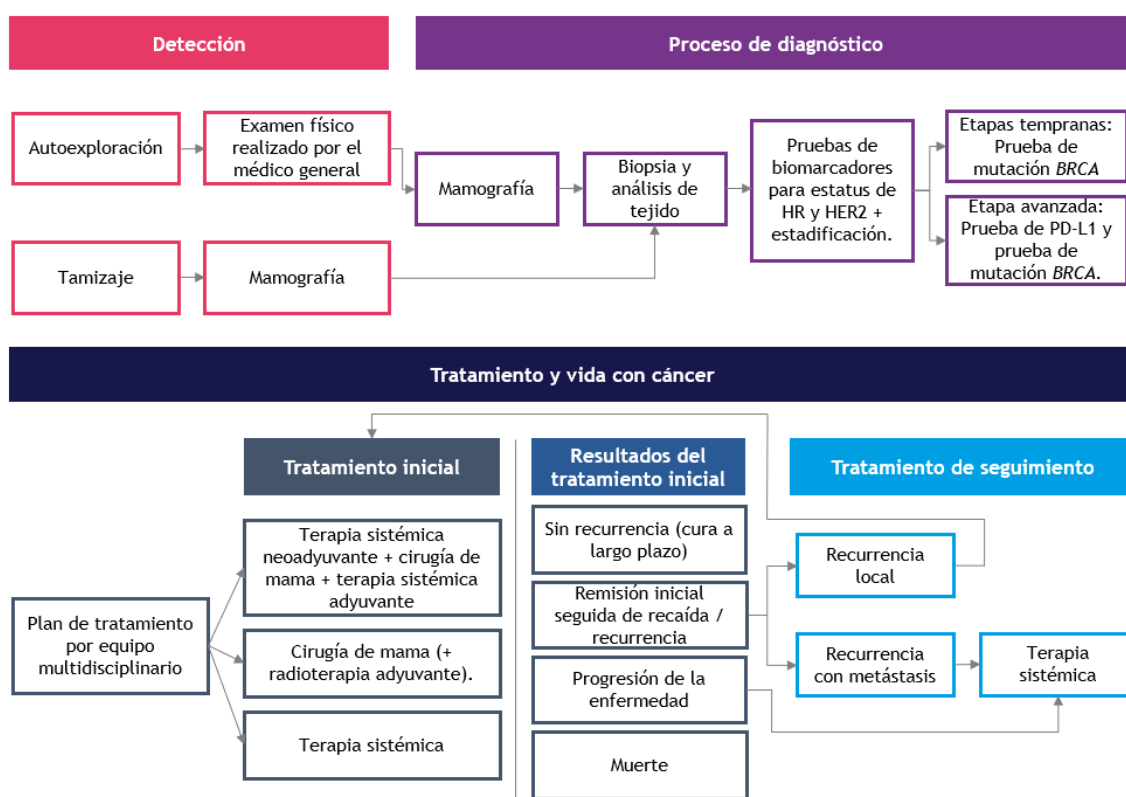 Detección
Proceso de diagnóstico
Autoexploración
Examen físico
realizado por el
médico general
Mamografía
Biopsia y
análisis de
tejido
Pruebas de
biomarcadores
para estatus de
HR y HER2 +
estadificación.
Etapas tempranas:
Prueba de
mutación BRCA
Etapa avanzada:
Prueba de PD-L1 y
prueba de
mutación BRCA.
Tamizaje
Mamografía
Tratamiento y vida con cáncer
Tratamiento inicial
Resultados del
tratamiento inicial
Tratamiento de seguimiento
Plan de tratamiento
por equipo
multidisciplinario
Terapia sistémica
neoadyuvante + cirugía de
mama + terapia sistémica
adyuvante
Cirugía de mama (+
radioterapia adyuvante).
Terapia sistémica
Sin recurrencia (cura a
largo plazo)
Remisión inicial
seguida de recaída /
recurrencia
Progresión de la
enfermedad
Muerte
Recurrencia
local
Recurrencia
con metástasis
Terapia
sistémica